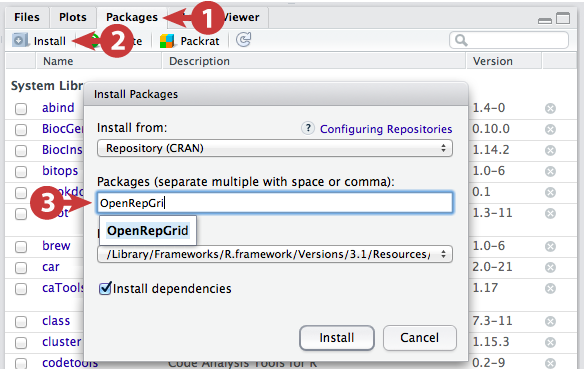 Files Plots Packages Viewer
1
Install 2 Packrat
Name Description Version
System Libr
abind 1.4-0
BiocGen 0.10.0
BiocIns 1.14.2
bitops 1.0-6
0.1
1.3-11
brew 1.0-6
car 2.0-21
caTools 1.17
class 7.3-11
cluster 1.15.3
codetools Code Analysis Tools for R 0.2-9
Install Packages
Install from: ? Configuring Repositories
Repository (CRAN)
Packages (separate multiple with space or comma):
3 OpenRepGri
OpenRepGrid
/Library/Frameworks/R.framework/Versions/3.1/Resources/
Install dependencies
Install Cancel